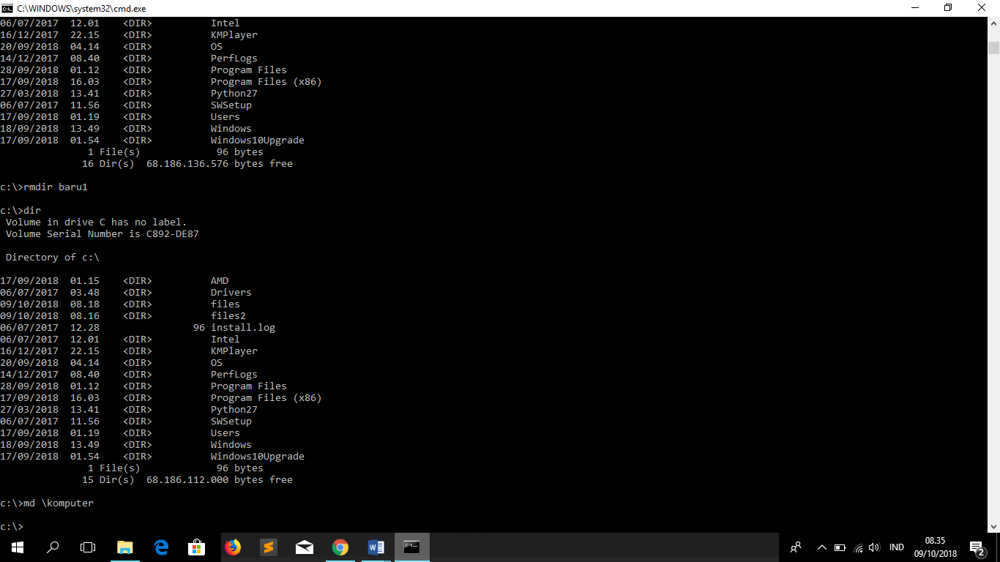 C:\WINDOWS\system32\cmd.exe
06/07/2017  12.01    <DIR>          Intel
16/12/2017  22.15    <DIR>          KMPlayer
20/09/2018  04.14    <DIR>          OS
14/12/2017  08.40    <DIR>          PerfLogs
28/09/2018  01.12    <DIR>          Program Files
17/09/2018  16.03    <DIR>          Program Files (x86)
27/03/2018  13.41    <DIR>          Python27
06/07/2017  11.56    <DIR>          SWSetup
17/09/2018  01.19    <DIR>          Users
18/09/2018  13.49    <DIR>          Windows
17/09/2018  01.54    <DIR>          Windows10Upgrade
               1 File(s)             96 bytes
              16 Dir(s)  68.186.136.576 bytes free
c:\>rmdir baru1
c:\>dir
 Volume in drive C has no label.
 Volume Serial Number is C892-DE87
 Directory of c:\
17/09/2018  01.15    <DIR>          AMD
06/07/2017  03.48    <DIR>          Drivers
09/10/2018  08.18    <DIR>          files
09/10/2018  08.16    <DIR>          files2
06/07/2017  12.28                96 install.log
06/07/2017  12.01    <DIR>          Intel
16/12/2017  22.15    <DIR>          KMPlayer
20/09/2018  04.14    <DIR>          OS
14/12/2017  08.40    <DIR>          PerfLogs
28/09/2018  01.12    <DIR>          Program Files
17/09/2018  16.03    <DIR>          Program Files (x86)
27/03/2018  13.41    <DIR>          Python27
06/07/2017  11.56    <DIR>          SWSetup
17/09/2018  01.19    <DIR>          Users
18/09/2018  13.49    <DIR>          Windows
17/09/2018  01.54    <DIR>          Windows10Upgrade
               1 File(s)             96 bytes
              15 Dir(s)  68.186.112.000 bytes free
c:\>md \komputer
c:\>
IND
08.35
09/10/2018
2